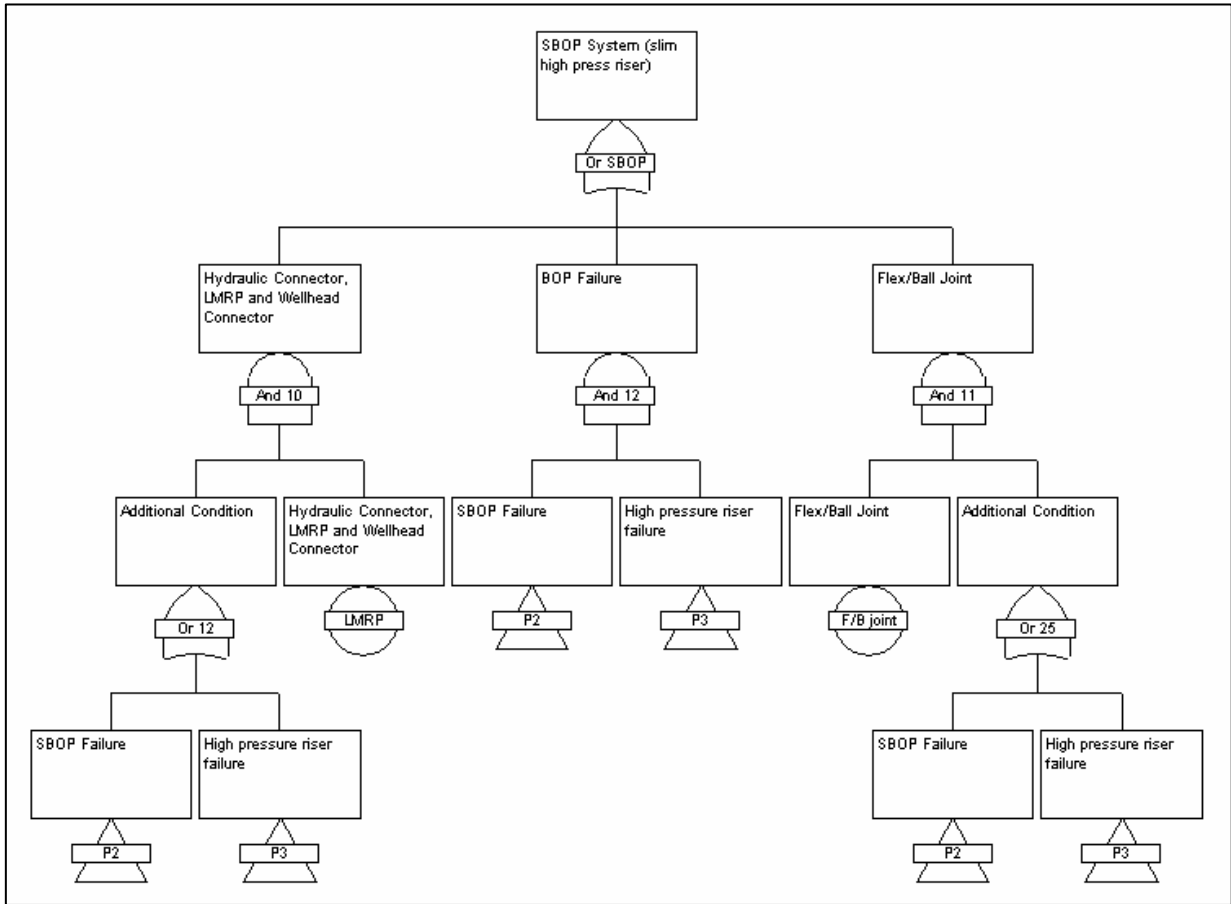 SBOP System (slim
high press riser)
Or SBOP
Hydraulic Connector,
LMRP and Wellhead
Connector
BOP Failure
Flex/Ball Joint
And 10
And 12
And 11
Additional Condition
Hydraulic Connector,
LMRP and Wellhead
Connector
SBOP Failure
High pressure riser
failure
Flex/Ball Joint
Additional Condition
Or 12
LMRP
P2
P3
F/B joint
Or 25
SBOP Failure
High pressure riser
failure
SBOP Failure
High pressure riser
failure
P2
P3
P2
P3